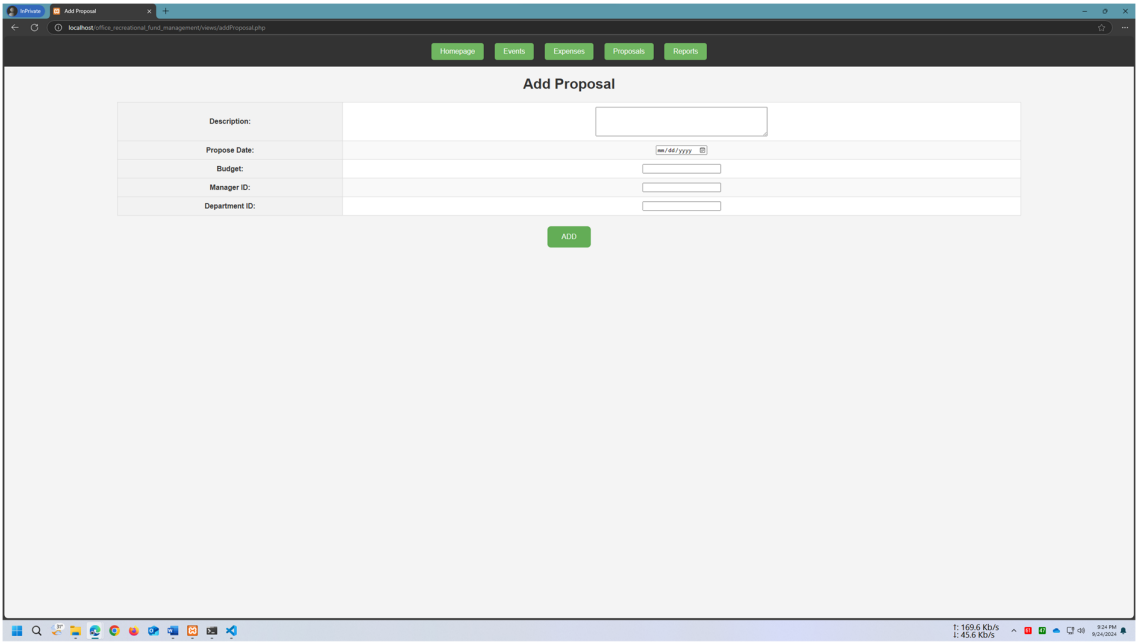 InPrivate
Add Proposal
localhost/office_recreational_fund_management/views/addProposal.php
Homepage Events Expenses Proposals Reports
Add Proposal
Description:
Propose Date: mm/dd/yyyy
Budget:
Manager ID:
Department ID:
ADD
169.6 Kb/s
45.6 Kb/s
9:24 PM
9/24/2024